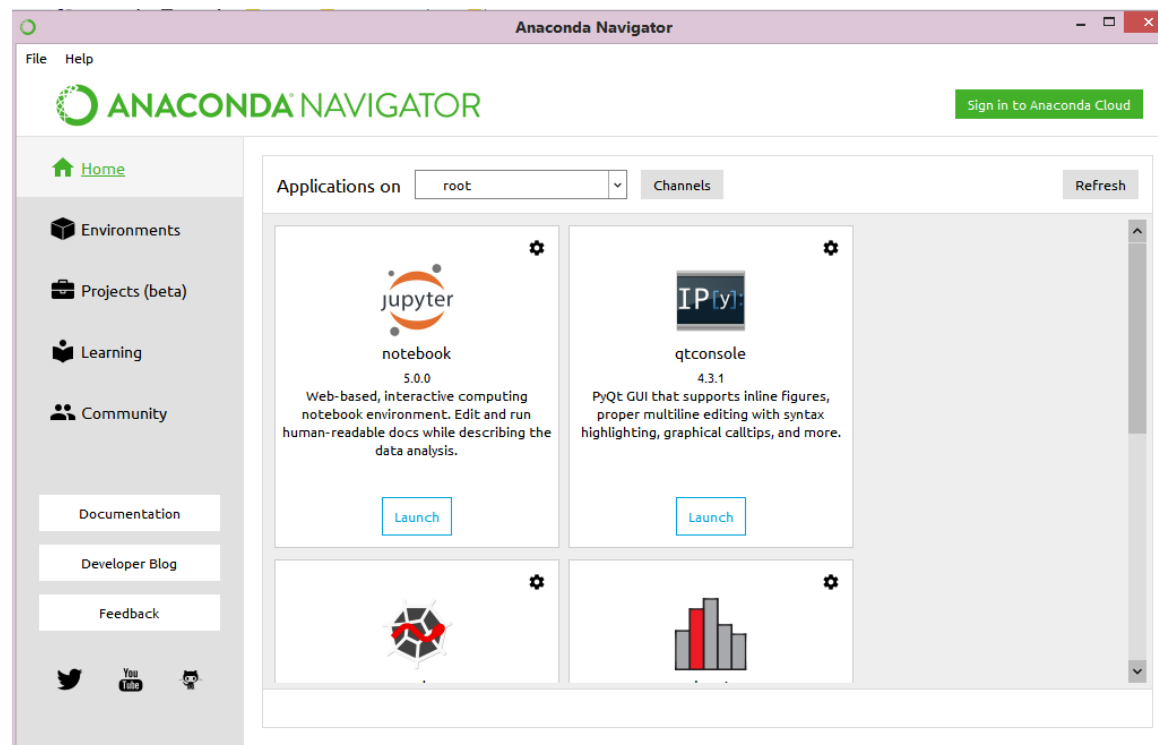 Anaconda Navigator
File Help
ANACONDA NAVIGATOR
Sign in to Anaconda Cloud
Home
Environments
Projects (beta)
Learning
Community
Documentation
Developer Blog
Feedback
You
Tube
Applications on root Channels Refresh
jupyter
notebook
5.0.0
Web-based, interactive computing
notebook environment. Edit and run
human-readable docs while describing the
data analysis.
Launch
IP[y]:
qtconsole
4.3.1
PyQt GUI that supports inline figures,
proper multiline editing with syntax
highlighting, graphical calltips, and more.
Launch